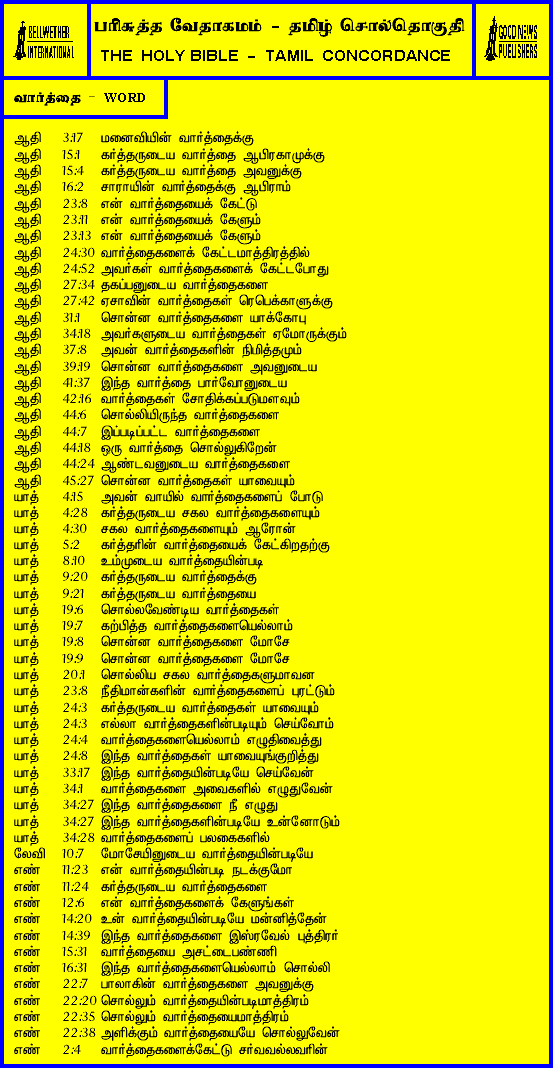 BELLWETHER
INTERNATIONAL
பரிசுத்த வேதாகமம் - தமிழ் சொல்தொகுதி
THE HOLY BIBLE - TAMIL CONCORDANCE
GOOD NEWS
PUBLISHERS
வார்த்தை - WORD
ஆதி 3:17 மனைவியின் வார்த்தைக்கு
ஆதி 15:1 கர்த்தருடைய வார்த்தை ஆபிரகாமுக்கு
ஆதி 15:4 கர்த்தருடைய வார்த்தை அவனுக்கு
ஆதி 16:2 சாராயின் வார்த்தைக்கு ஆபிராம்
ஆதி 23:8 என் வார்த்தையைக் கேட்டு
ஆதி 23:11 என் வார்த்தையைக் கேளும்
ஆதி 23:13 என் வார்த்தையைக் கேளும்
ஆதி 24:30 வார்த்தைகளைக் கேட்டமாத்திரத்தில்
ஆதி 24:52 அவர்கள் வார்த்தைகளைக் கேட்டபோது
ஆதி 27:34 தகப்பனுடைய வார்த்தைகளை
ஆதி 27:42 ஏசாவின் வார்த்தைகள் ரெபெக்காளுக்கு
ஆதி 31:1 சொன்ன வார்த்தைகளை யாக்கோபு
ஆதி 34:18 அவர்களுடைய வார்த்தைகள் ஏமோருக்கும்
ஆதி 37:8 அவன் வார்த்தைகளின் நிமித்தமும்
ஆதி 39:19 சொன்ன வார்த்தைகளை அவனுடைய
ஆதி 41:37 இந்த வார்த்தை பார்வோனுடைய
ஆதி 42:16 வார்த்தைகள் சோதிக்கப்படுமளவும்
ஆதி 44:6 சொல்லியிருந்த வார்த்தைகளை
ஆதி 44:7 இப்படிப்பட்ட வார்த்தைகளை
ஆதி 44:18 ஒரு வார்த்தை சொல்லுகிறேன்
ஆதி 44:24 ஆண்டவனுடைய வார்த்தைகளை
ஆதி 45:27 சொன்ன வார்த்தைகள் யாவையும்
யாத் 4:15 அவன் வாயில் வார்த்தைகளைப் போடு
யாத் 4:28 கர்த்தருடைய சகல வார்த்தைகளையும்
யாத் 4:30 சகல வார்த்தைகளையும் ஆரோன்
யாத் 5:2 கர்த்தரின் வார்த்தையைக் கேட்கிறதற்கு
யாத் 8:10 உம்முடைய வார்த்தையின்படி
யாத் 9:20 கர்த்தருடைய வார்த்தைக்கு
யாத் 9:21 கர்த்தருடைய வார்த்தையை
யாத் 19:6 சொல்லவேண்டிய வார்த்தைகள்
யாத் 19:7 கற்பித்த வார்த்தைகளையெல்லாம்
யாத் 19:8 சொன்ன வார்த்தைகளை மோசே
யாத் 19:9 சொன்ன வார்த்தைகளை மோசே
யாத் 20:1 சொல்லிய சகல வார்த்தைகளுமாவன
யாத் 23:8 நீதிமான்களின் வார்த்தைகளைப் புரட்டும்
யாத் 24:3 கர்த்தருடைய வார்த்தைகள் யாவையும்
யாத் 24:3 எல்லா வார்த்தைகளின்படியும் செய்வோம்
யாத் 24:4 வார்த்தைகளையெல்லாம் எழுதிவைத்து
யாத் 24:8 இந்த வார்த்தைகள் யாவையுங்குறித்து
யாத் 33:17 இந்த வார்த்தையின்படியே செய்வேன்
யாத் 34:1 வார்த்தைகளை அவைகளில் எழுதுவேன்
யாத் 34:27 இந்த வார்த்தைகளை நீ எழுது
யாத் 34:27 இந்த வார்த்தைகளின்படியே உன்னோடும்
யாத் 34:28 வார்த்தைகளைப் பலகைகளில்
லேவி 10:7 மோசேயினுடைய வார்த்தையின்படியே
எண் 11:23 என் வார்த்தையின்படி நடக்குமோ
எண் 11:24 கர்த்தருடைய வார்த்தைகளை
எண் 12:6 என் வார்த்தைகளைக் கேளுங்கள்
எண் 14:20 உன் வார்த்தையின்படியே மன்னித்தேன்
எண் 14:39 இந்த வார்த்தைகளை இஸ்ரவேல் புத்திரர்
எண் 15:31 வார்த்தையை அசட்டைபண்ணி
எண் 16:31 இந்த வார்த்தைகளையெல்லாம் சொல்லி
எண் 22:7 பாலாகின் வார்த்தைகளை அவனுக்கு
எண் 22:20 சொல்லும் வார்த்தையின்படிமாத்திரம்
எண் 22:35 சொல்லும் வார்த்தையைமாத்திரம்
எண் 22:38 அளிக்கும் வார்த்தையையே சொல்லுவேன்
எண் 2:4 வார்த்தைகளைக்கேட்டு சர்வவல்லவரின்